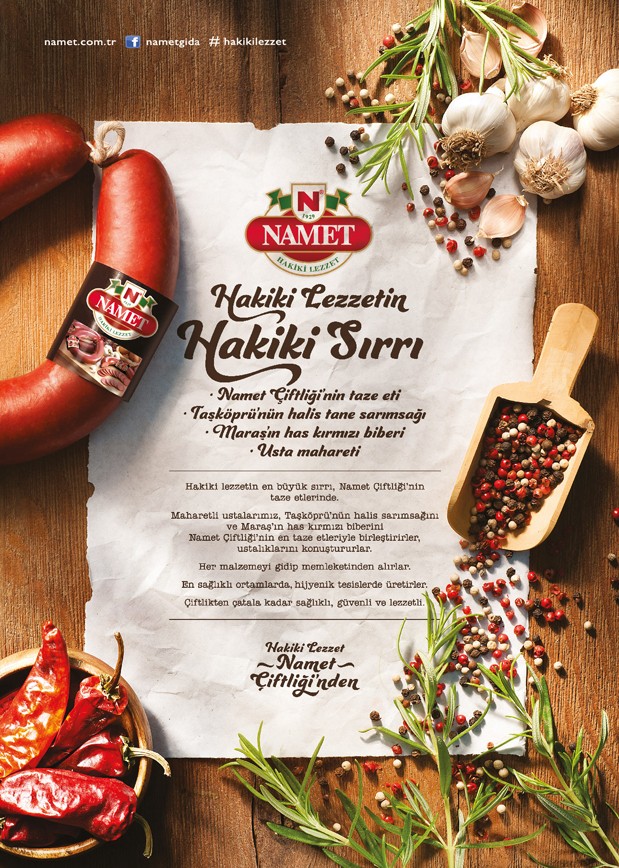 namet.com.tr nametgida #hakikilezzet
N
1929
NAMET
HAKİKİ LEZZET
N
NAMET
HAKİKİ LEZZET
Hakiki Lezzetin
Hakiki Sırrı
• Namet Çiftliği'nin taze eti
• Taşköprü'nün halis tane sarımsağı
• Maraş'ın has kırmızı biberi
• Usta mahareti
Hakiki lezzetin en büyük sırrı, Namet Çiftliği'nin
taze etlerinde.
Maharetli ustalarımız, Taşköprü'nün halis sarımsağını
ve Maraş'ın has kırmızı biberini
Namet Çiftliği'nin en taze etleriyle birleştirirler,
ustalıklarını konuştururlar.
Her malzemeyi gidip memleketinden alırlar.
En sağlıklı ortamlarda, hijyenik tesislerde üretirler.
Çiftlikten çatala kadar sağlıklı, güvenli ve lezzetli.
Hakiki Lezzet
~Namet~
Çiftliği'nden